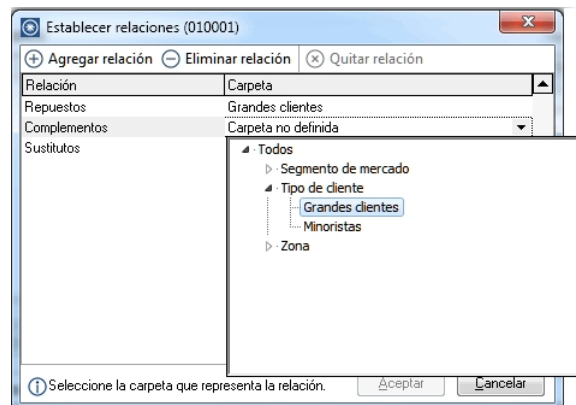 Establecer relaciones (010001)
Agregar relación Eliminar relación Quitar relación
Relación Carpeta
Repuestos Grandes clientes
Complementos Carpeta no definida
Sustitutos
Todos
Segmento de mercado
Tipo de cliente
Grandes clientes
Minoristas
Zona
Seleccione la carpeta que representa la relación. Aceptar Cancelar